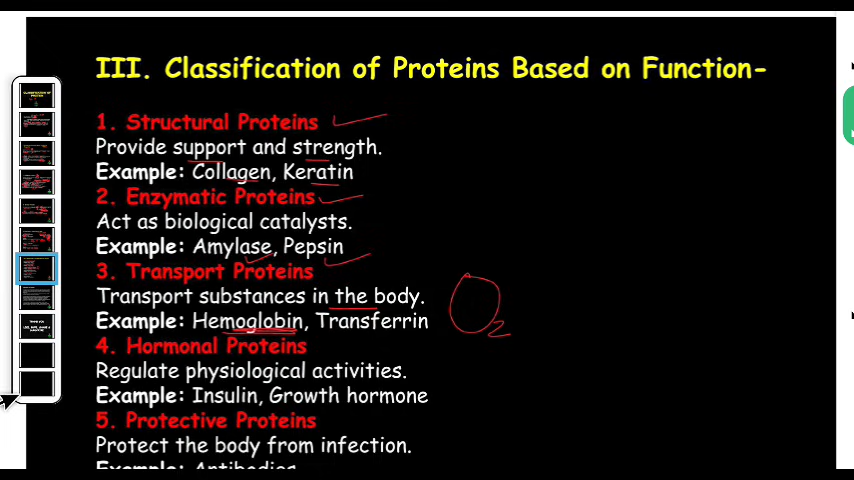 III. Classification of Proteins Based on Function-
1. Structural Proteins
Provide support and strength.
Example: Collagen, Keratin
2. Enzymatic Proteins
Act as biological catalysts.
Example: Amylase, Pepsin
3. Transport Proteins
Transport substances in the body.
Example: Hemoglobin, Transferrin
O2
4. Hormonal Proteins
Regulate physiological activities.
Example: Insulin, Growth hormone
5. Protective Proteins
Protect the body from infection.
Example: Antibodies